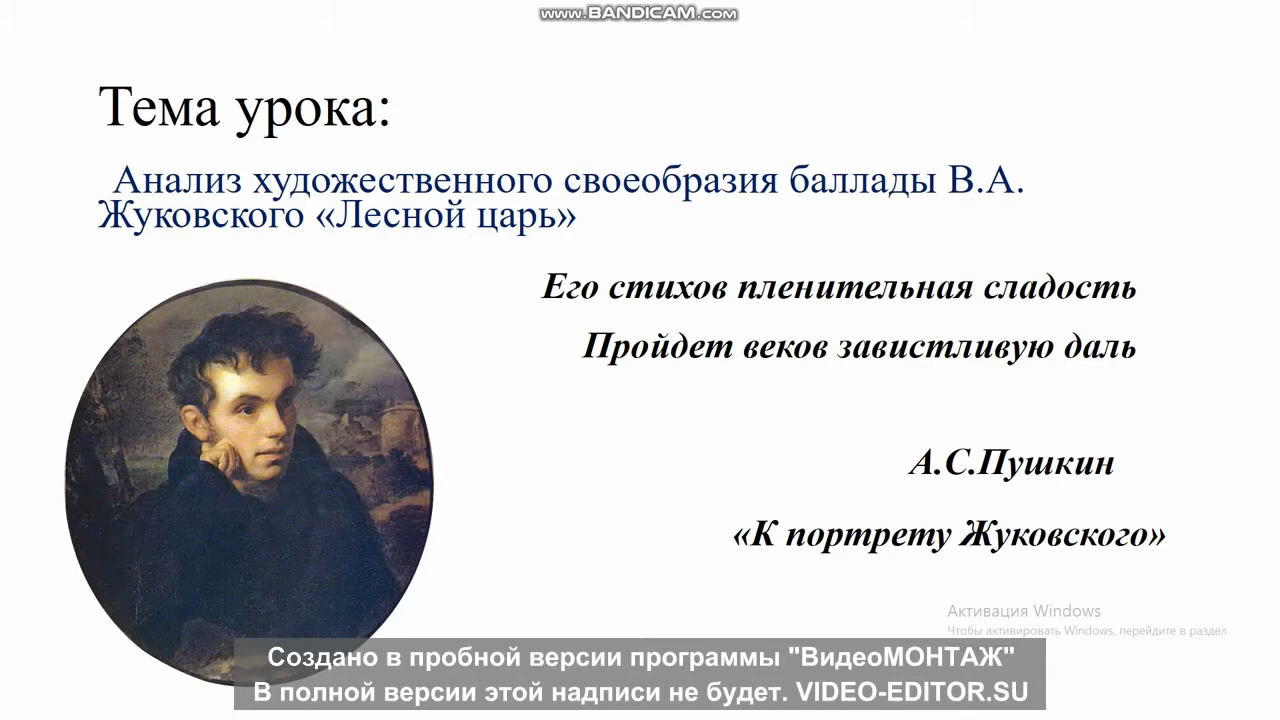 www.BANDICAM.com
Тема урока:
Анализ художественного своеобразия баллады В.А.
Жуковского «Лесной царь»
Его стихов пленительная сладость
Пройдет веков завистливую даль
А.С.Пушкин
«К портрету Жуковского»
Активация Windows
Чтобы активировать Windows, перейдите в раздел
Создано в пробной версии программы "ВидеоМОНТАЖ"
В полной версии этой надписи не будет. VIDEO-EDITOR.SU